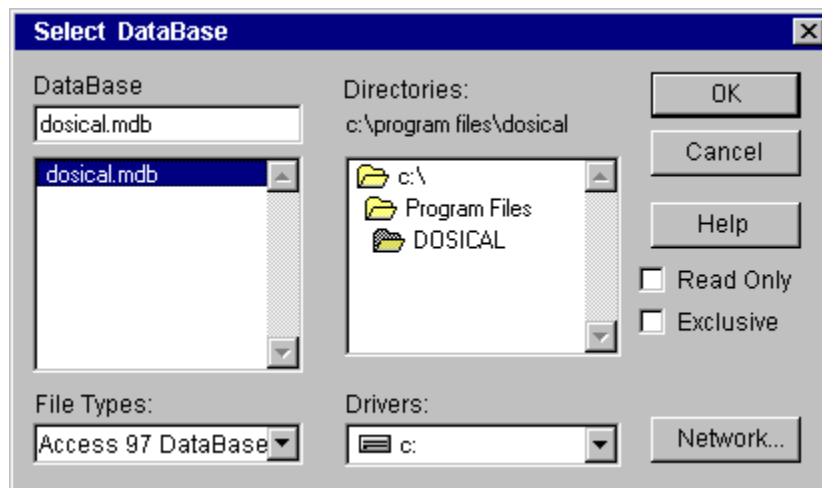 Select DataBase
DataBase
dosical.mdb
dosical.mdb
File Types:
Access 97 DataBase
Directories:
c:\program files\dosical
c:\
Program Files
DOSICAL
Drivers:
c:
OK
Cancel
Help
Read Only
Exclusive
Network...